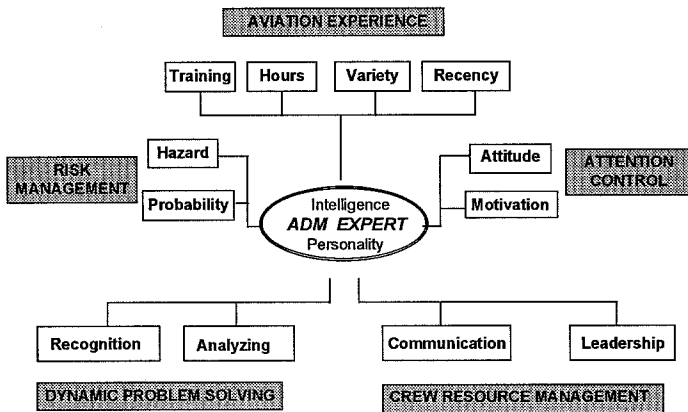 AVIATION EXPERIENCE
Training Hours Variety Recency
Hazard
Attitude
RISK
MANAGEMENT
ATTENTION
CONTROL
Probability
Motivation
Intelligence
ADM EXPERT
Personality
Recognition Analyzing Communication Leadership
DYNAMIC PROBLEM SOLVING
CREW RESOURCE MANAGEMENT